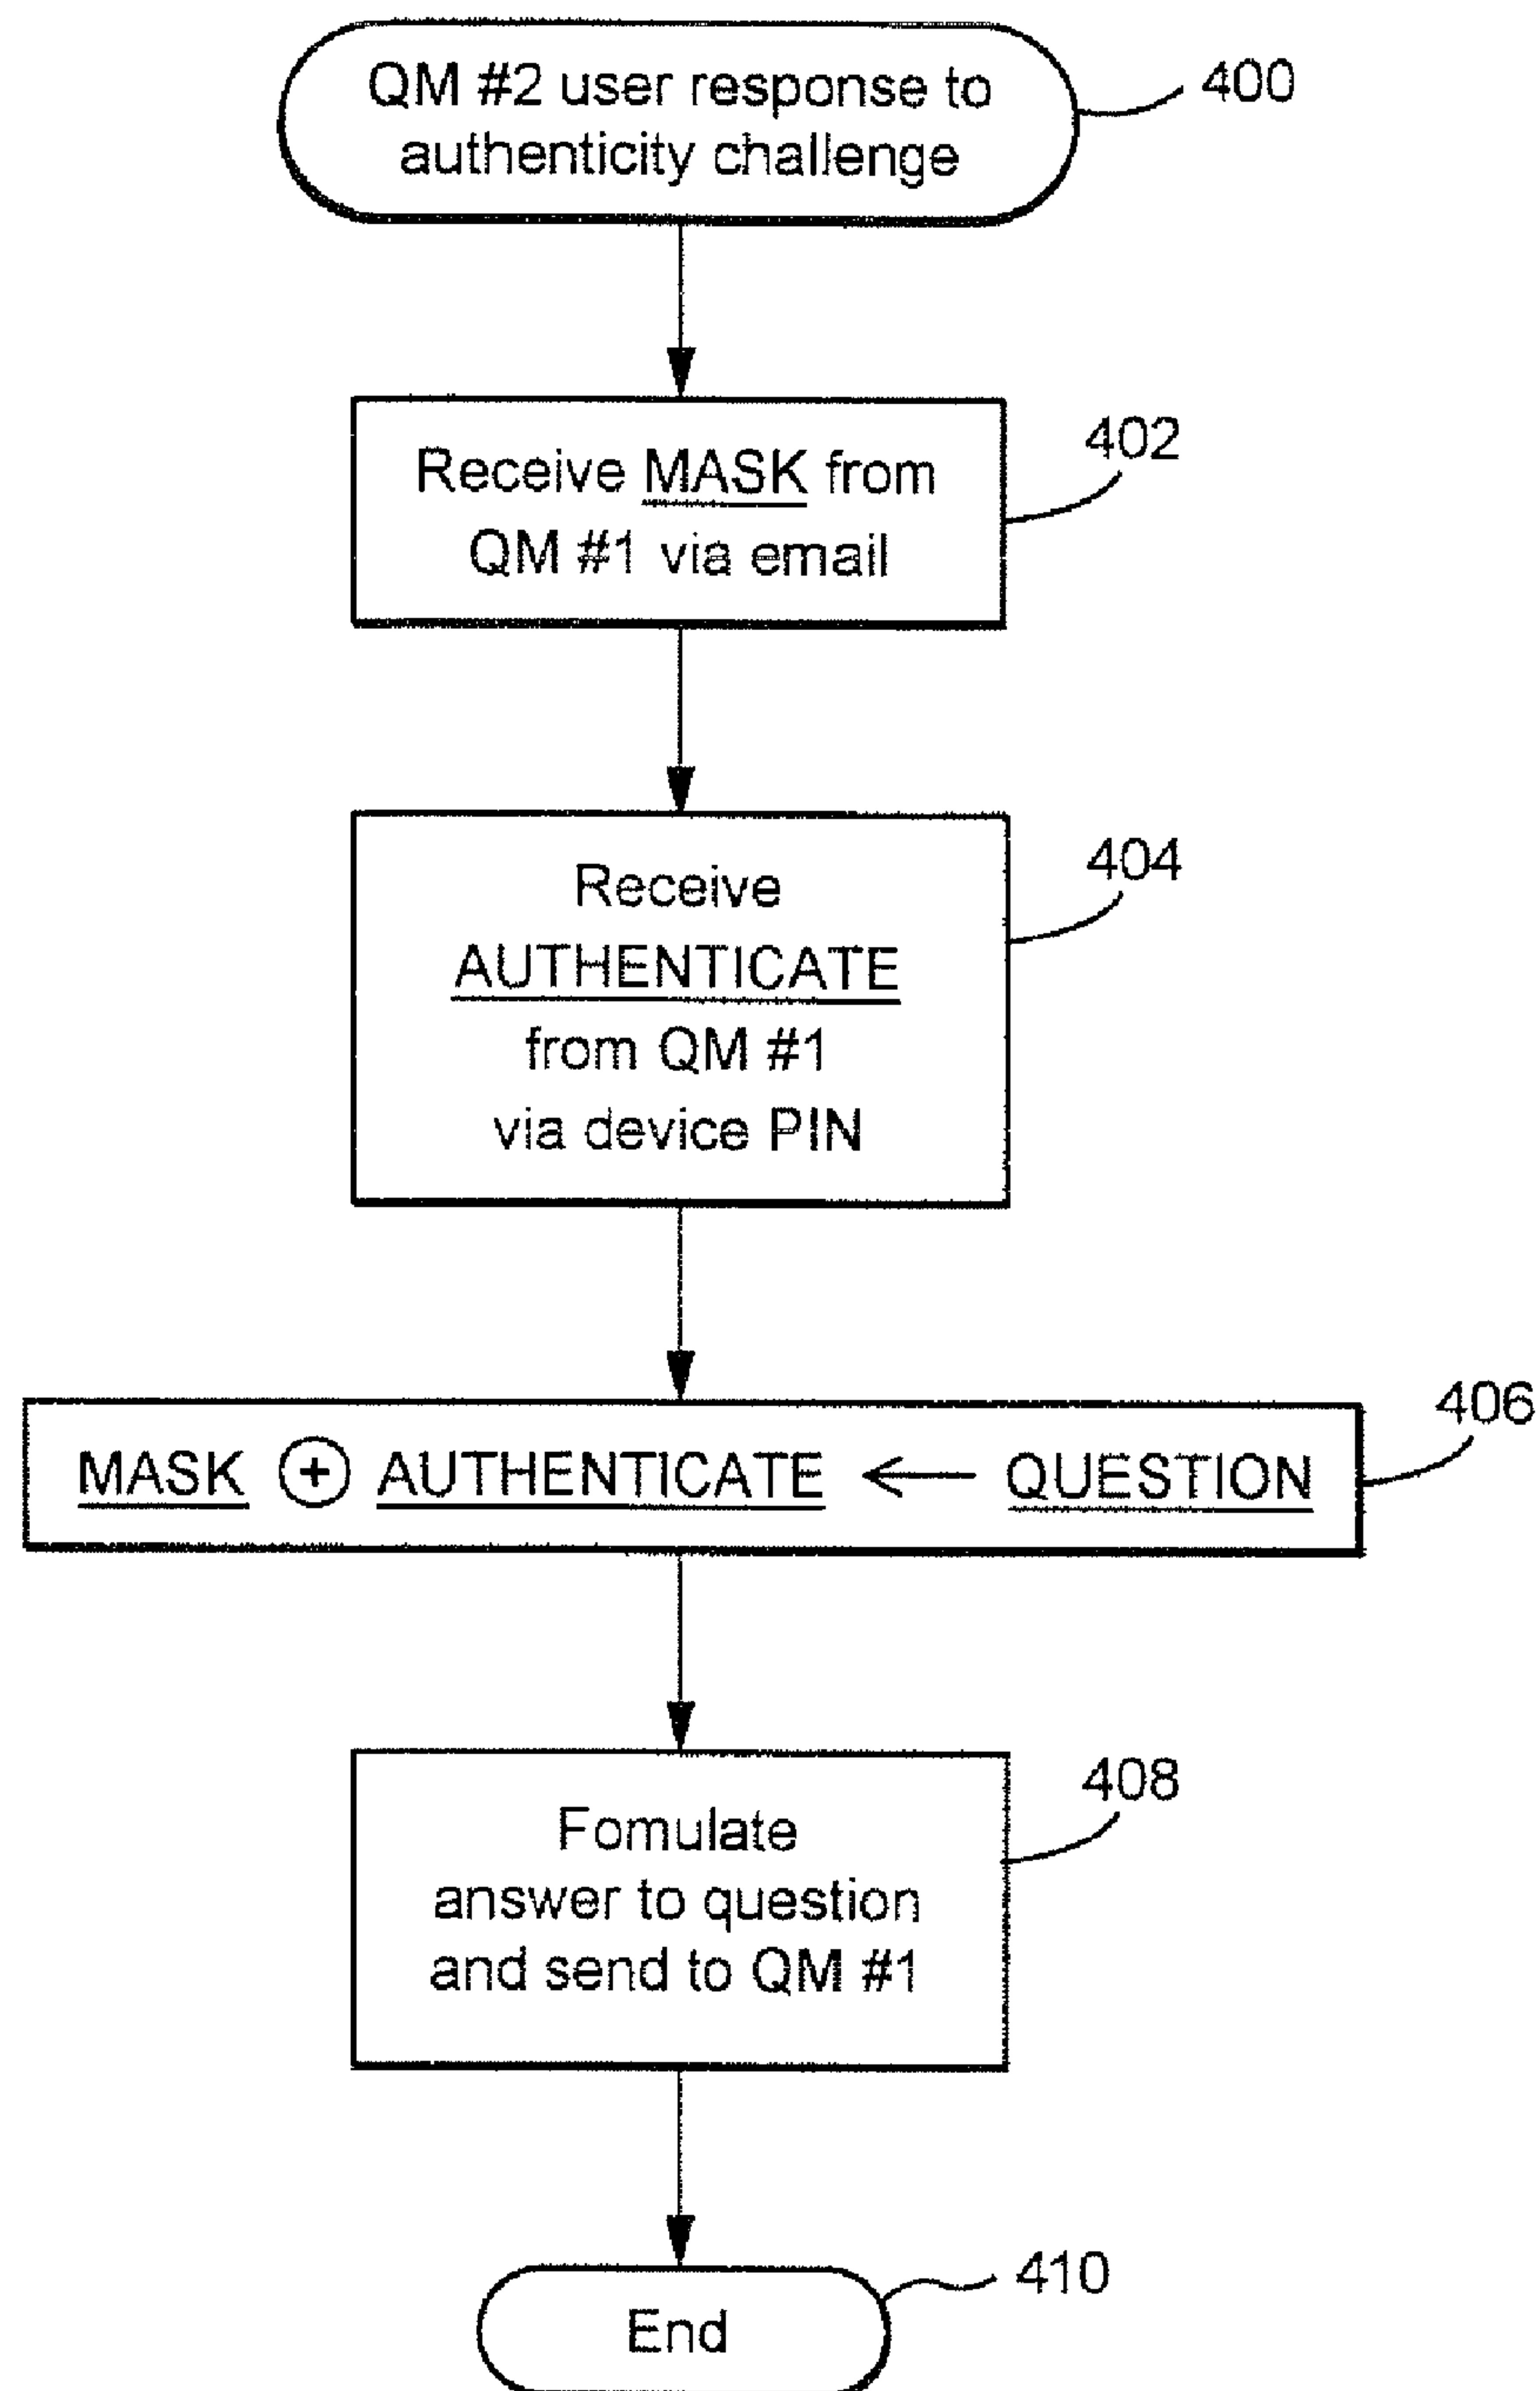 QM #2 user response to
authenticity challenge
400
Receive MASK from
QM #1 via email
402
Receive
AUTHENTICATE
from QM #1
via device PIN
404
MASK ⊕ AUTHENTICATE ← QUESTION
406
Fomulate
answer to question
and send to QM #1
408
End
410